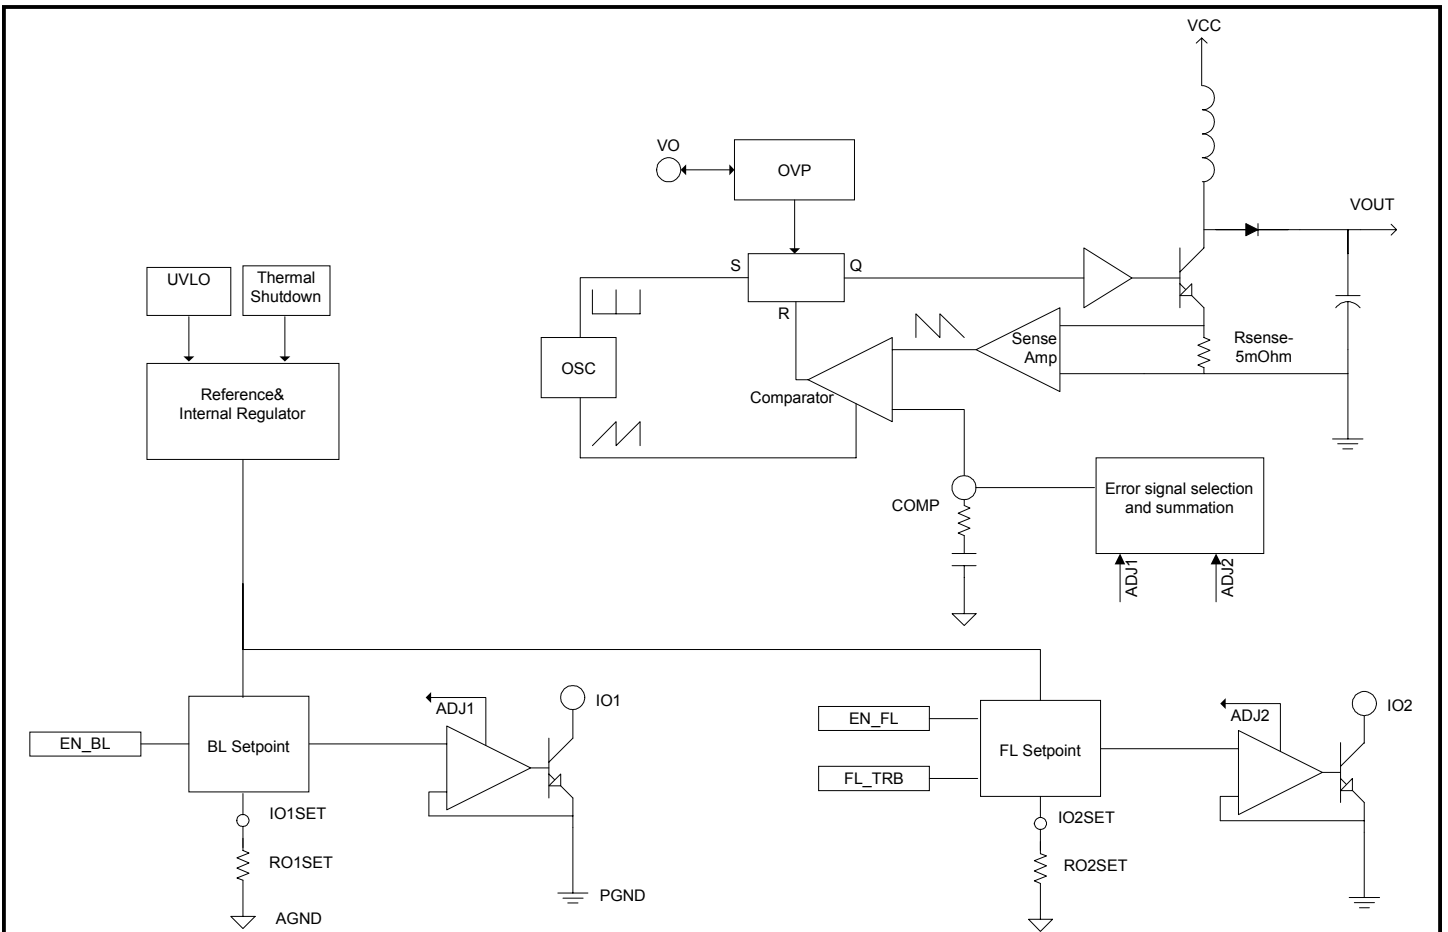 VCC
VO
OVP
VOUT
S
Q
R
UVLO
Thermal
Shutdown
OSC
Sense
Amp
Rsense-
5mOhm
Reference&
Internal Regulator
Comparator
COMP
Error signal selection
and summation
ADJ1
ADJ2
EN_BL
BL Setpoint
ADJ1
IO1
EN_FL
FL_TRB
FL Setpoint
ADJ2
IO2
IO1SET
RO1SET
AGND
PGND
IO2SET
RO2SET